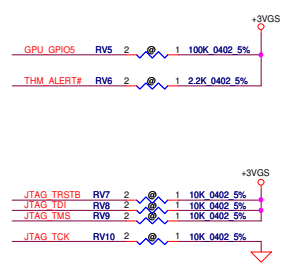 +3VGS
GPU_GPIO5 RV5 2 @ 1 100K_0402_5%
THM_ALERT# RV6 2 @ 1 2.2K_0402_5%
+3VGS
JTAG_TRSTB RV7 2 @ 1 10K_0402_5%
JTAG_TDI RV8 2 @ 1 10K_0402_5%
JTAG_TMS RV9 2 @ 1 10K_0402_5%
JTAG_TCK RV10 2 @ 1 10K_0402_5%